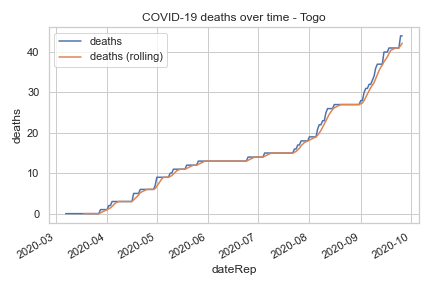 COVID-19 deaths over time - Togo
deaths
deaths (rolling)
deaths
40
30
20
10
0
2020-03
2020-04
2020-05
2020-06
2020-07
2020-08
2020-09
2020-10
dateRep